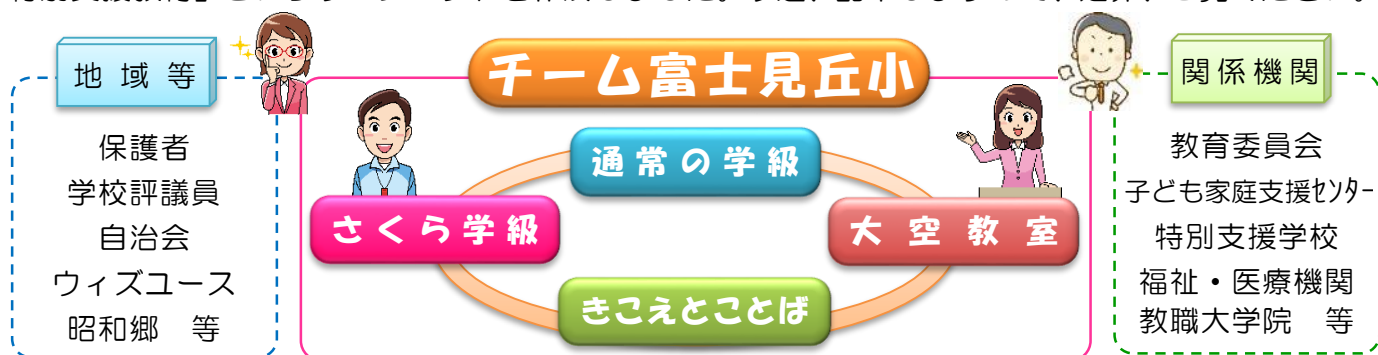 地域等
保護者
学校評議員
自治会
ウィズユース
昭和郷　等
チーム富士見丘小
通常の学級
さくら学級
大空教室
きこえとことば
関係機関
教育委員会
子ども家庭支援ｾﾝﾀｰ
特別支援学校
福祉・医療機関
教職大学院　等